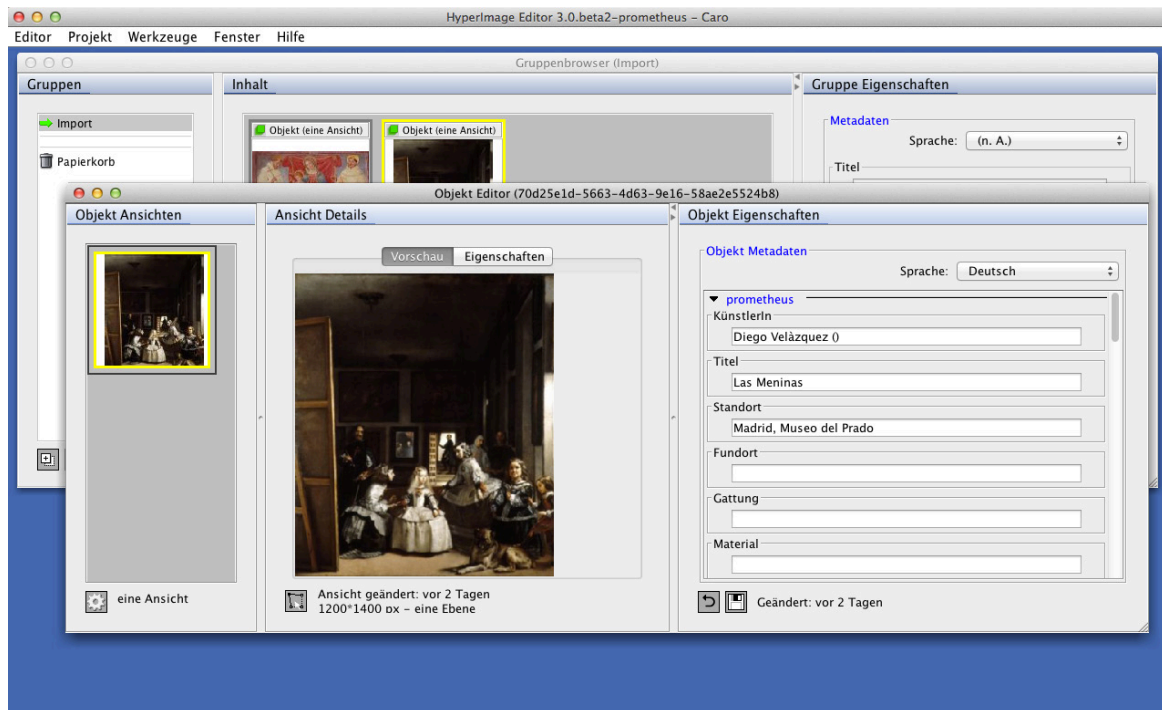 HyperImage Editor 3.0.beta2-prometheus – Caro
Editor Projekt Werkzeuge Fenster Hilfe
Gruppenbrowser (Import)
Gruppen
Inhalt
Gruppe Eigenschaften
Import
Papierkorb
Objekt (eine Ansicht)
Objekt (eine Ansicht)
Metadaten
Sprache: (n. A.)
Titel
Objekt Editor (70d25e1d-5663-4d63-9e16-58ae2e5524b8)
Objekt Ansichten
Ansicht Details
Objekt Eigenschaften
eine Ansicht
Vorschau Eigenschaften
Ansicht geändert: vor 2 Tagen
1200*1400 px – eine Ebene
Objekt Metadaten
Sprache: Deutsch
prometheus
KünstlerIn
Diego Velàzquez ()
Titel
Las Meninas
Standort
Madrid, Museo del Prado
Fundort
Gattung
Material
Geändert: vor 2 Tagen